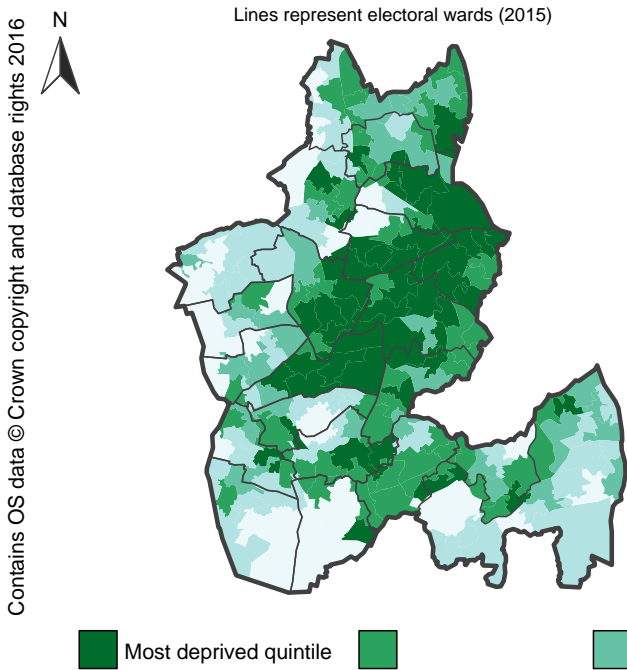 Lines represent electoral wards (2015)
N
Contains OS data © Crown copyright and database rights 2016
Most deprived quintile